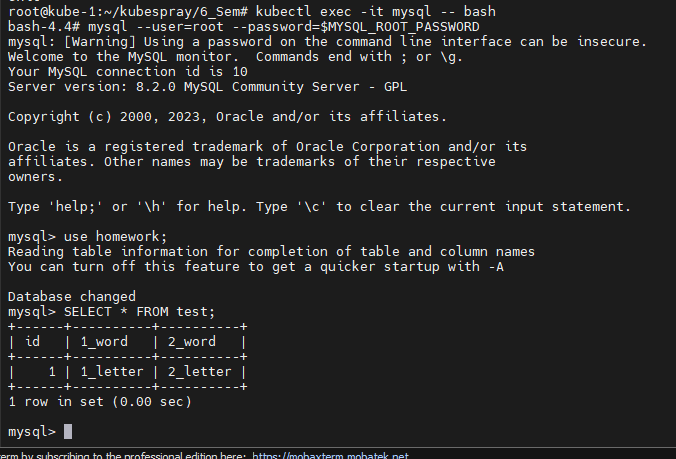 root@kube-1:~/kubespray/6_Sem# kubectl exec -it mysql -- bash
bash-4.4# mysql --user=root --password=$MYSQL_ROOT_PASSWORD
mysql: [Warning] Using a password on the command line interface can be insecure.
Welcome to the MySQL monitor.  Commands end with ; or \g.
Your MySQL connection id is 10
Server version: 8.2.0 MySQL Community Server - GPL

Copyright (c) 2000, 2023, Oracle and/or its affiliates.

Oracle is a registered trademark of Oracle Corporation and/or its
affiliates. Other names may be trademarks of their respective
owners.

Type 'help;' or '\h' for help. Type '\c' to clear the current input statement.

mysql> use homework;
Reading table information for completion of table and column names
You can turn off this feature to get a quicker startup with -A

Database changed
mysql> SELECT * FROM test;
+------+----------+----------+
| id   | 1_word   | 2_word   |
+------+----------+----------+
|    1 | 1_letter | 2_letter |
+------+----------+----------+
1 row in set (0.00 sec)

mysql>
term by subscribing to the professional edition here: https://mobaxterm.mobatek.net